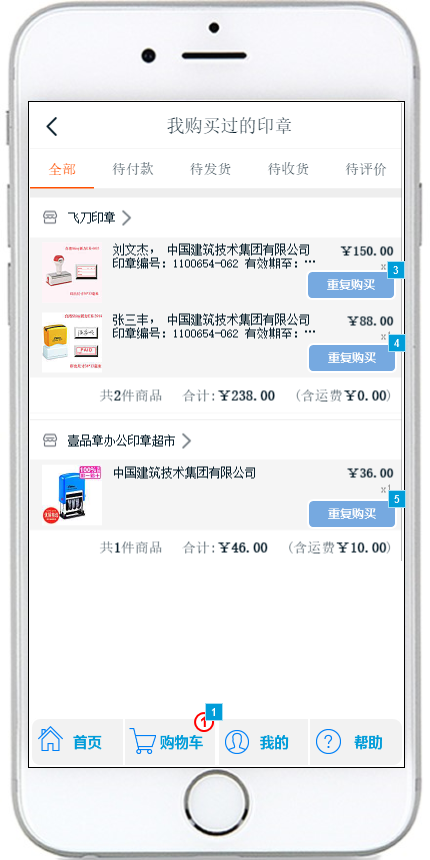 我购买过的印章
全部 待付款 待发货 待收货 待评价
飞刀印章
刘文杰， 中国建筑技术集团有限公司 ¥150.00
印章编号：1100654-062 有效期至：…
x
3
重复购买
张三丰， 中国建筑技术集团有限公司 ¥88.00
印章编号：1100654-062 有效期至：…
x
4
重复购买
PAID
共2件商品 合计:¥238.00 (含运费¥0.00)
壹品章办公印章超市
100%
中国建筑技术集团有限公司 ¥36.00
x1
5
重复购买
共1件商品 合计:¥46.00 (含运费¥10.00)
1
1
首页 购物车 我的 帮助